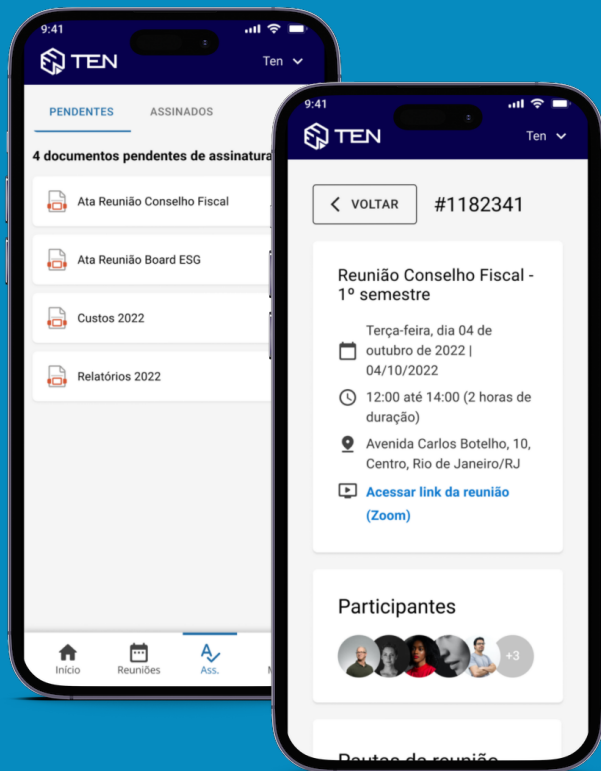 9:41
TEN
Ten
PENDENTES
ASSINADOS
4 documentos pendentes de assinatura
Ata Reunião Conselho Fiscal
Ata Reunião Board ESG
Custos 2022
Relatórios 2022
Início
Reuniões
Ass.
9:41
TEN
Ten
VOLTAR
#1182341
Reunião Conselho Fiscal -
1º semestre
Terça-feira, dia 04 de
outubro de 2022 |
04/10/2022
12:00 até 14:00 (2 horas de
duração)
Avenida Carlos Botelho, 10,
Centro, Rio de Janeiro/RJ
Acessar link da reunião
(Zoom)
Participantes
+3
Pautas da reunião